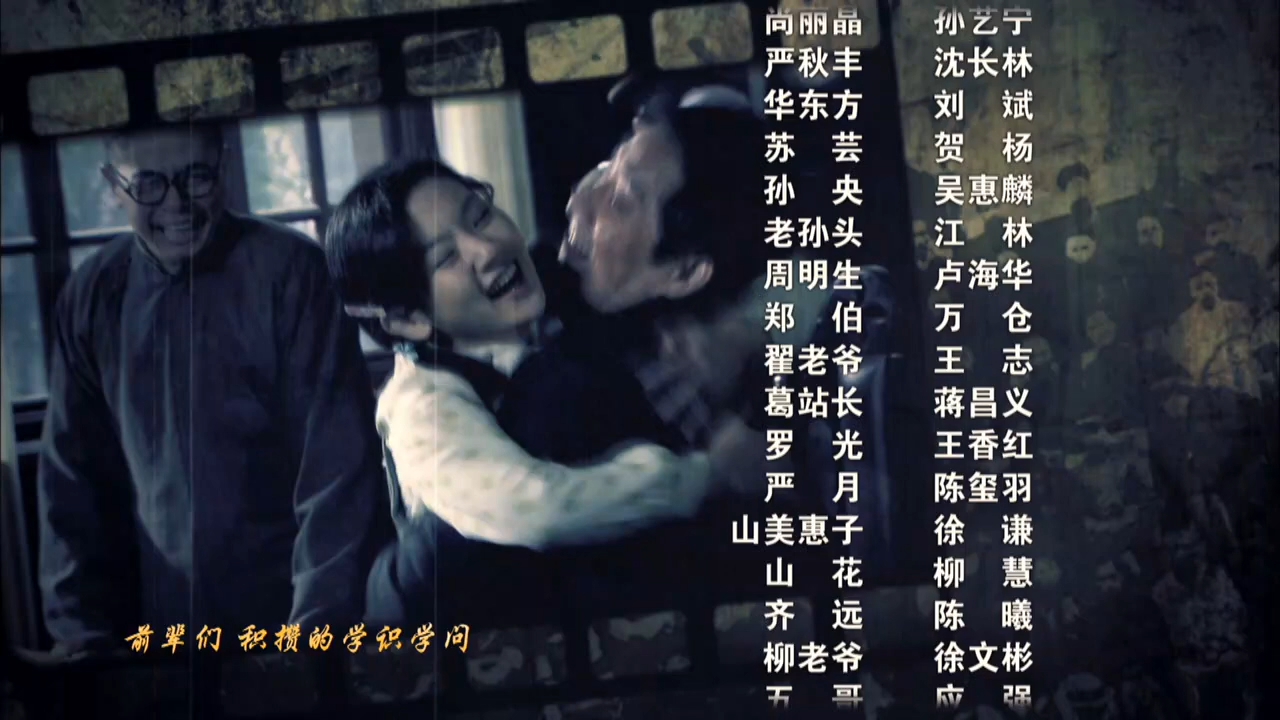 尚丽晶 孙艺宁
严秋丰 沈长林
华东方 刘 斌
苏 芸 贺 杨
孙 央 吴惠麟
老孙头 江 林
周明生 卢海华
郑 伯 万 仓
翟老爷 王 志
葛站长 蒋昌义
罗 光 王香红
严 月 陈玺羽
山美惠子 徐 谦
山 花 柳 慧
齐 远 陈 曦
柳老爷 徐文彬
五 哥 应 强
前辈们 积攒的学识学问